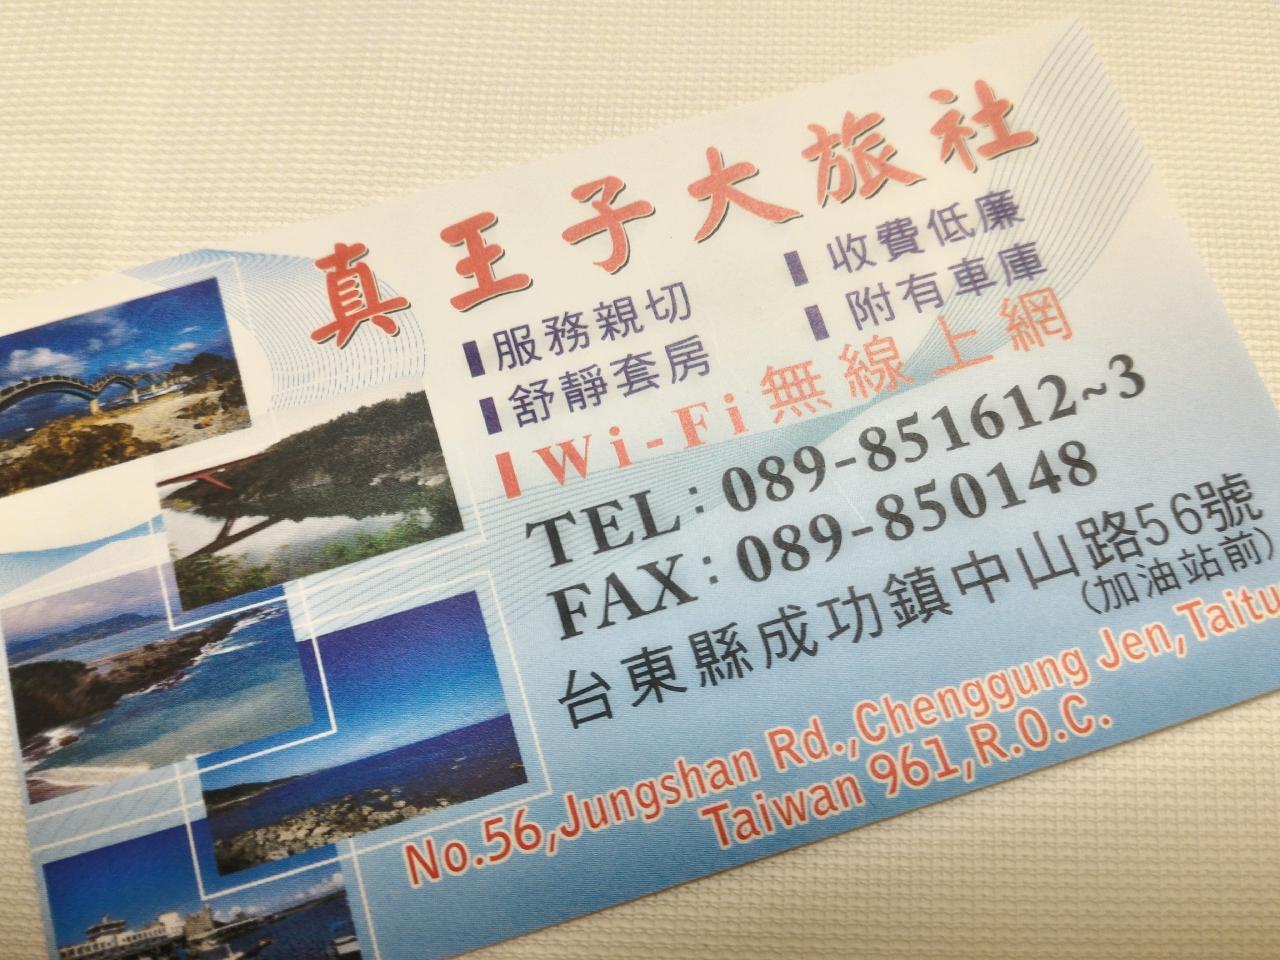 真王子大旅社
服務親切
收費低廉
舒靜套房
附有車庫
Wi-Fi無線上網
TEL:089-851612~3
FAX:089-850148
台東縣成功鎮中山路56號
(加油站前)
No.56,Jungshan Rd.,Chenggung Jen,Taitu
Taiwan 961,R.O.C.